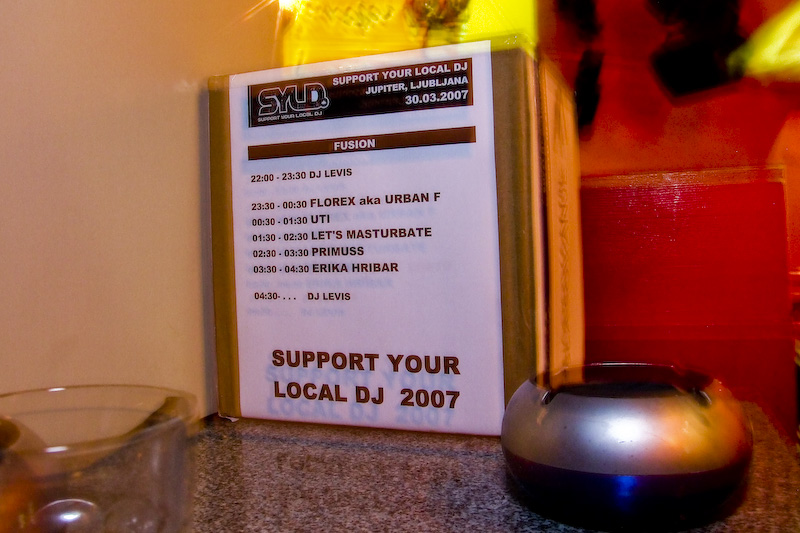 SYLD.
SUPPORT YOUR LOCAL DJ
SUPPORT YOUR LOCAL DJ
JUPITER, LJUBLJANA
30.03.2007
FUSION
22:00 - 23:30 DJ LEVIS
23:30 - 00:30 FLOREX aka URBAN F
00:30 - 01:30 UTI
01:30 - 02:30 LET'S MASTURBATE
02:30 - 03:30 PRIMUSS
03:30 - 04:30 ERIKA HRIBAR
04:30- . . . DJ LEVIS
SUPPORT YOUR
LOCAL DJ 2007